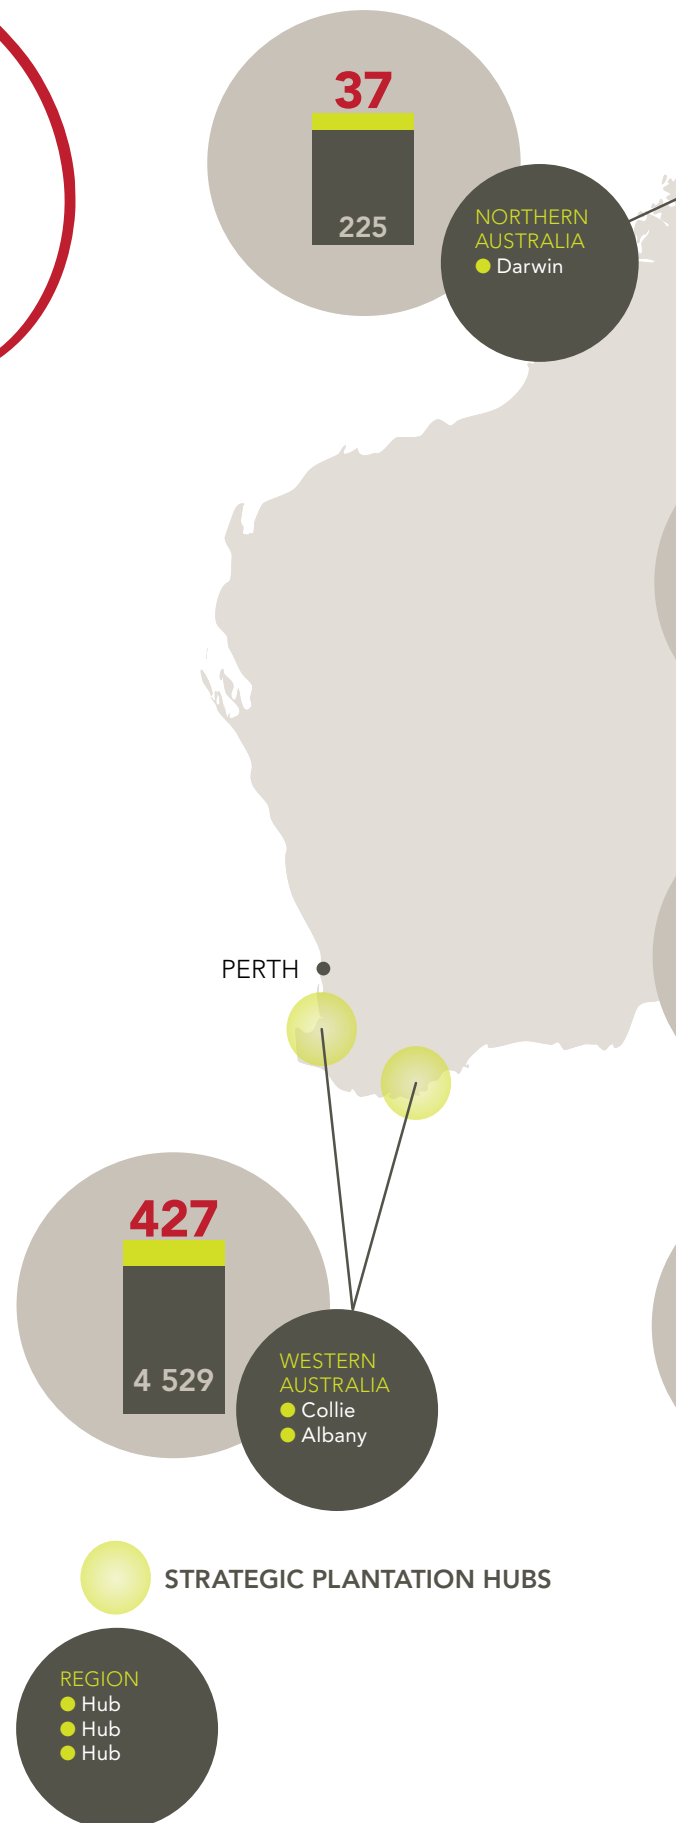 37
225
NORTHERN
AUSTRALIA
Darwin
PERTH
427
4 529
WESTERN
AUSTRALIA
Collie
Albany
STRATEGIC PLANTATION HUBS
REGION
Hub
Hub
Hub